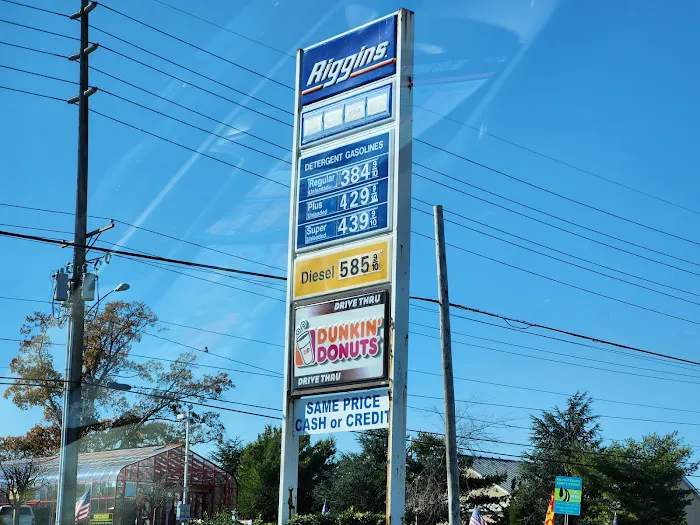 Riggins
DETERGENT GASOLINES
Regular 384 9/10
Unleaded
Plus 429 9/10
Unleaded
Super 439 9/10
Unleaded
Diesel 585 9/10
DRIVE THRU
DUNKIN'
DONUTS
DRIVE THRU
SAME PRICE
CASH or CREDIT